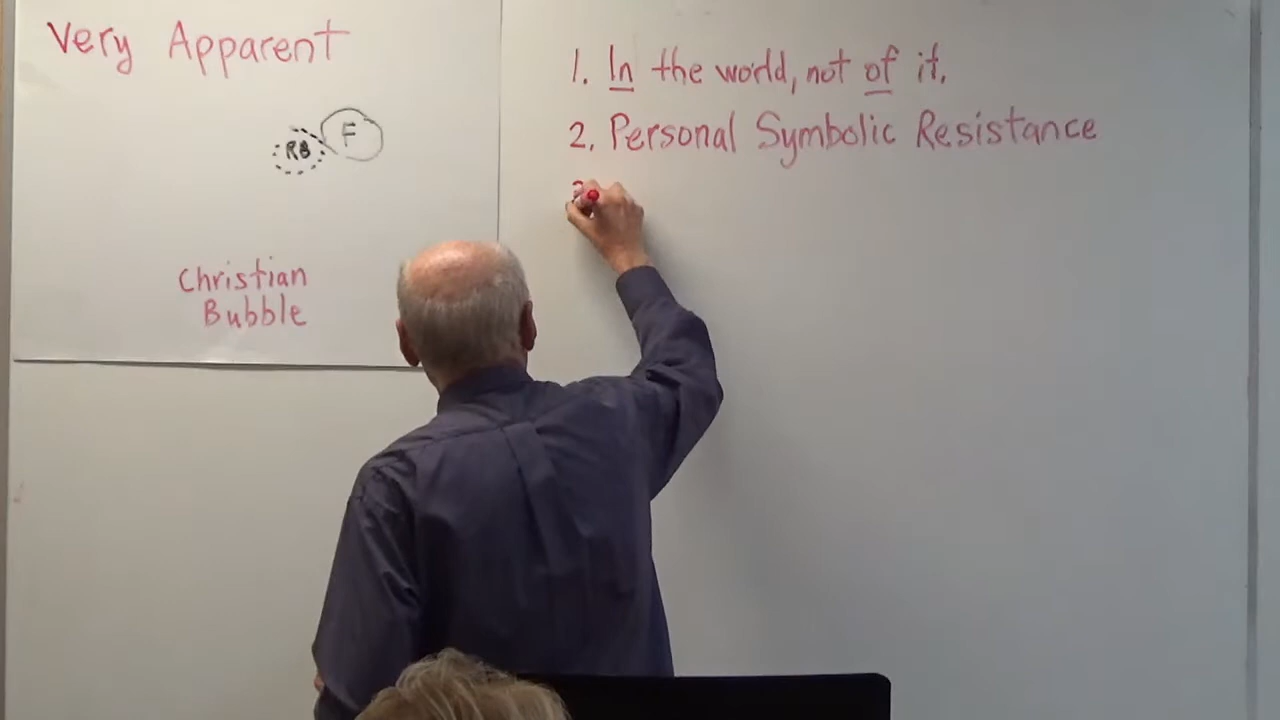 Very Apparent
RB F
Christian
Bubble
1. In the world, not of it.
2. Personal Symbolic Resistance